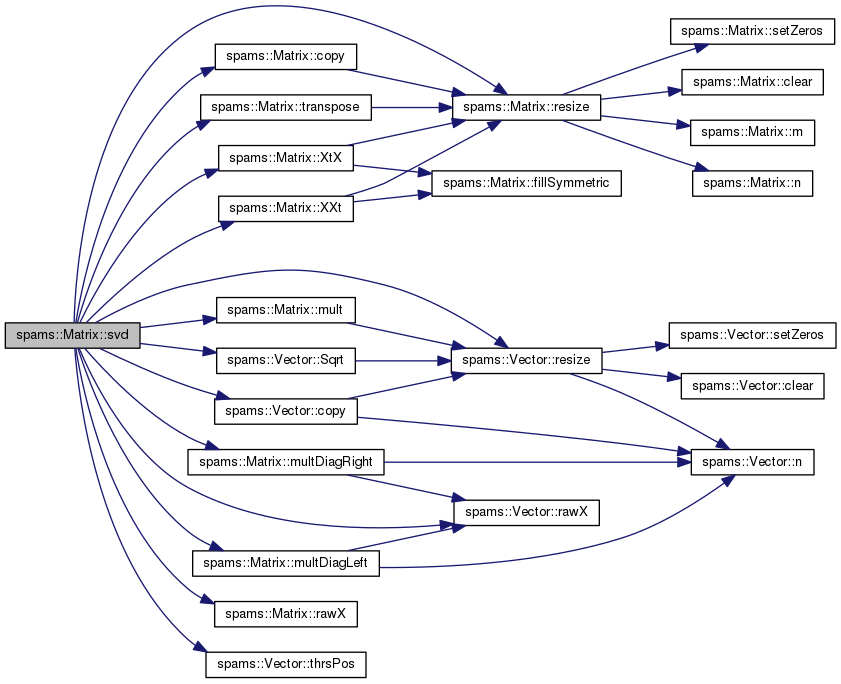 spams::Matrix::setZeros
spams::Matrix::copy
spams::Matrix::clear
spams::Matrix::transpose
spams::Matrix::resize
spams::Matrix::m
spams::Matrix::XtX
spams::Matrix::fillSymmetric
spams::Matrix::n
spams::Matrix::XXt
spams::Matrix::mult
spams::Matrix::svd
spams::Vector::setZeros
spams::Vector::Sqrt
spams::Vector::resize
spams::Vector::clear
spams::Vector::copy
spams::Matrix::multDiagRight
spams::Vector::n
spams::Vector::rawX
spams::Matrix::multDiagLeft
spams::Matrix::rawX
spams::Vector::thrsPos